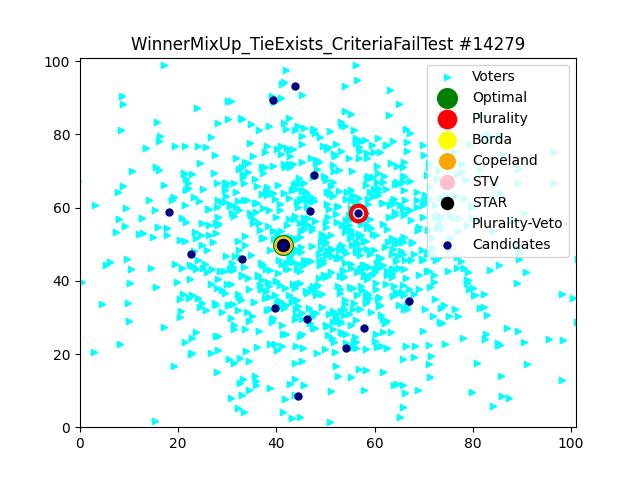 WinnerMixUp_TieExists_CriteriaFailTest #14279
100
80
60
40
20
0
0
20
40
60
80
100
Voters
Optimal
Plurality
Borda
Copeland
STV
STAR
Plurality-Veto
Candidates